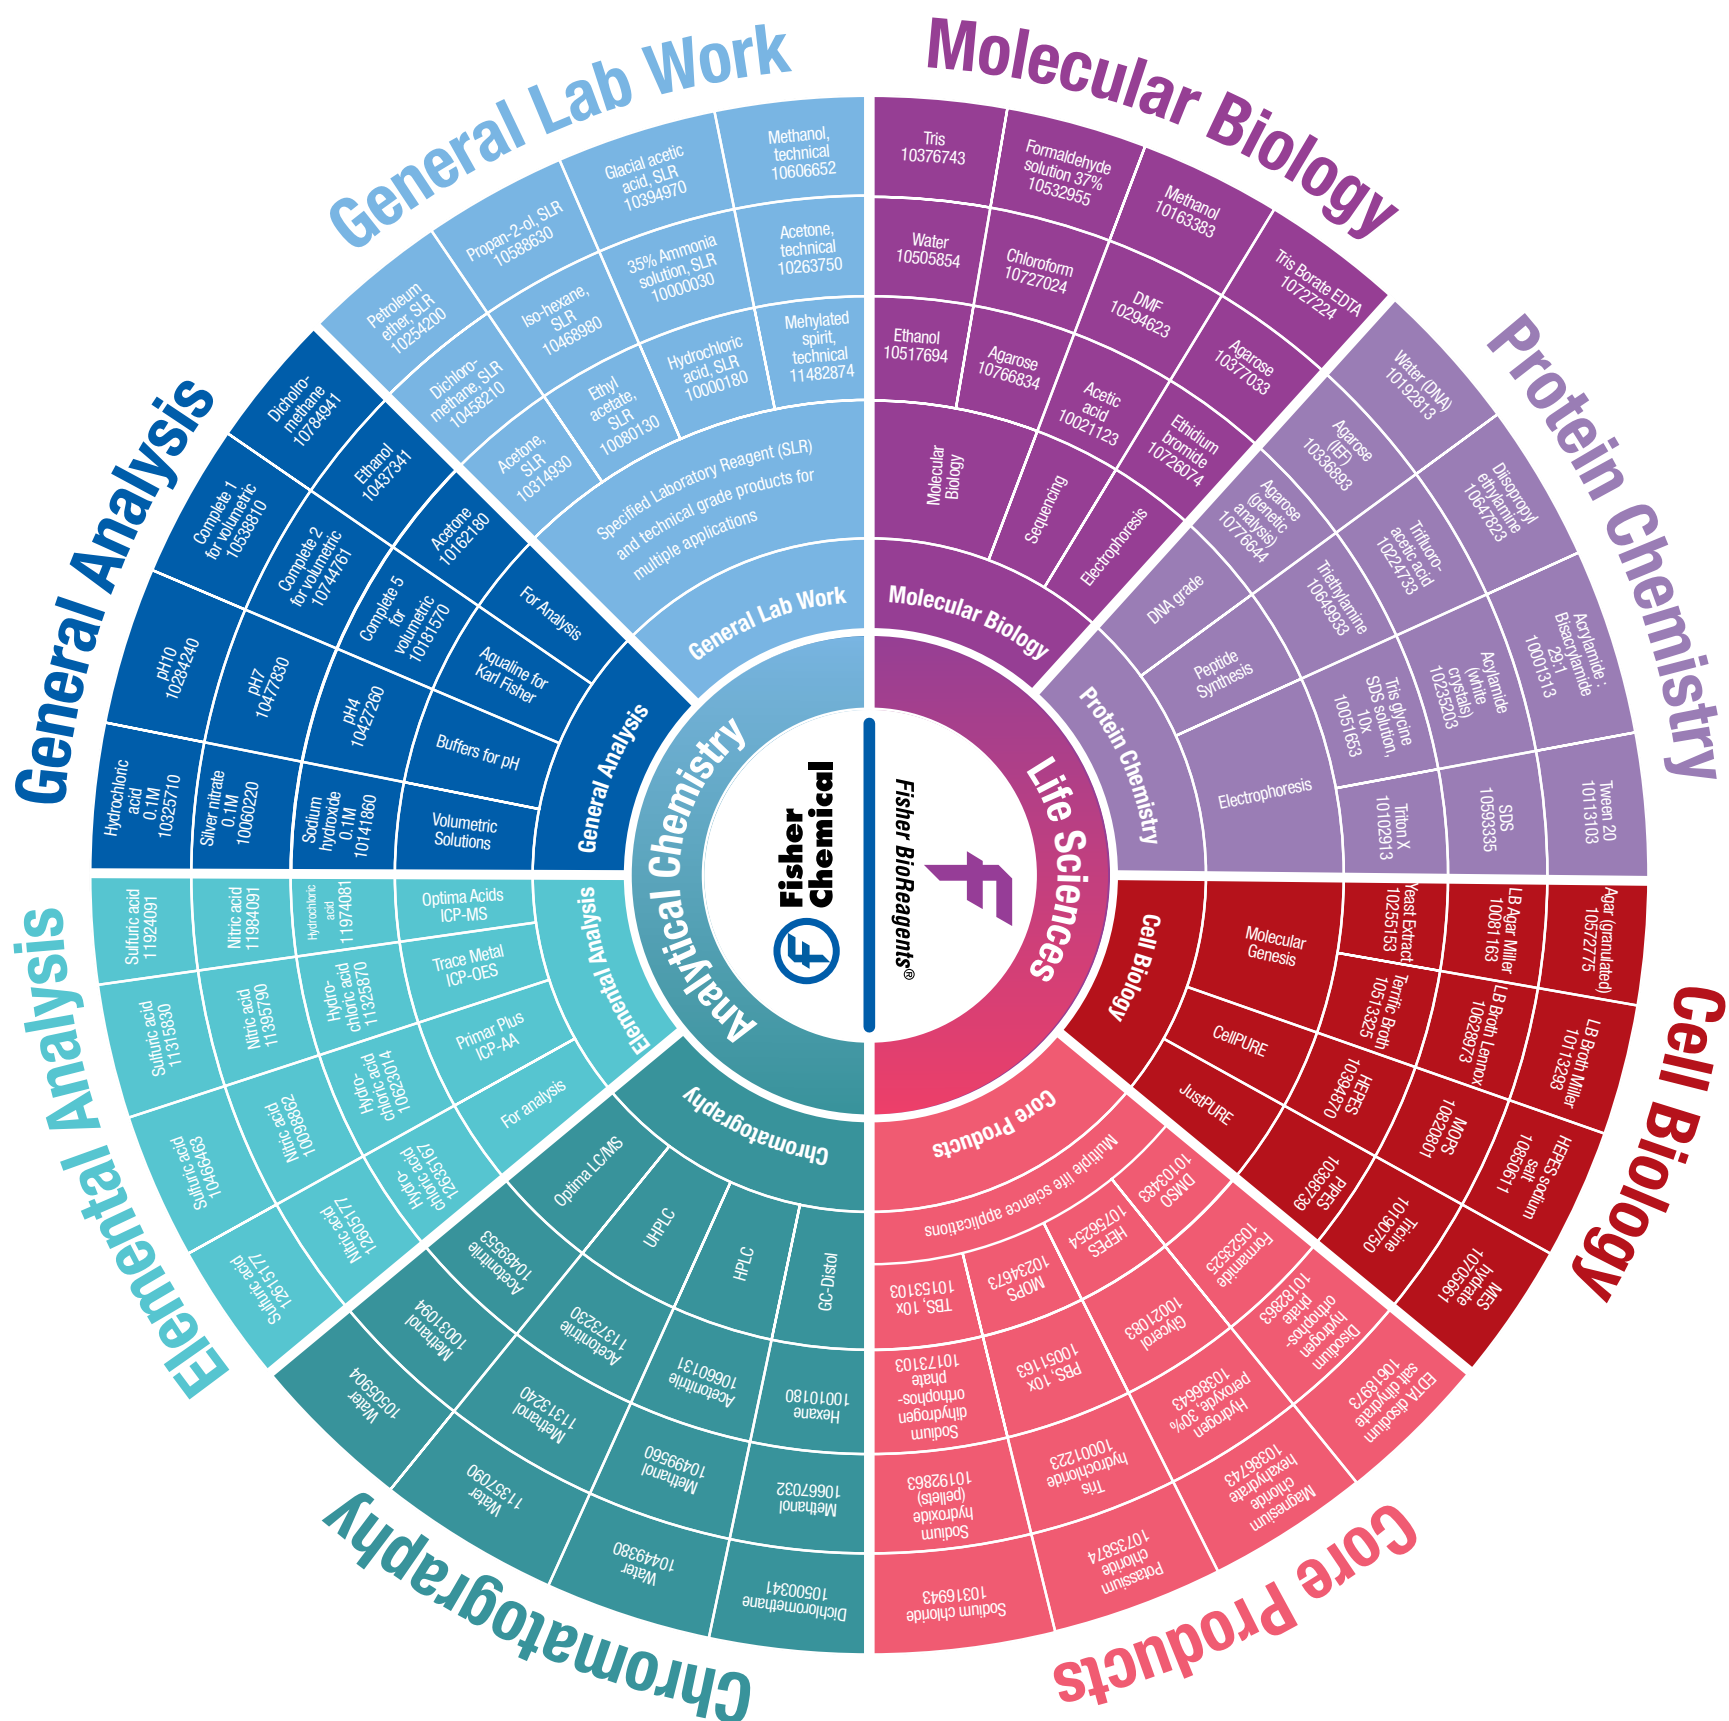 General Lab Work
Methanol,
technical
10606652
Glacial acetic
acid, SLR
10394970
Propan-2-ol, SLR
10588630
Petroleum
ether, SLR
10254200
Acetone,
technical
10263750
35% Ammonia
solution, SLR
10000030
Iso-hexane,
SLR
10468980
Dichloro-
methane, SLR
10458210
Mehylated
spirit,
technical
11482874
Hydrochloric
acid, SLR
10000180
Ethyl
acetate,
SLR
10080130
Acetone,
SLR
10314930
Specified Laboratory Reagent (SLR)
and technical grade products for
multiple applications
General Lab Work
Molecular Biology
Tris
10376743
Formaldehyde
solution 37%
10532955
Methanol
10163383
Tris Borate EDTA
10727224
Water
10505854
Chloroform
10727024
DMF
10294623
Agarose
10377033
Ethanol
10517694
Agarose
10766834
Acetic
acid
10021123
Ethidium
bromide
10726074
Molecular
Biology
Sequencing
Electrophoresis
Molecular Biology
Protein Chemistry
Water (DNA)
10192813
Agarose
(IEF)
10336693
Agarose
(genetic
analysis)
10776644
DNA grade
Diisopropyl
ethylamine
10647823
Trifluoro-
acetic acid
10224733
Triethylamine
10649933
Peptide
Synthesis
Acrylamide :
Bisacrylamide
29:1
10001313
Acylamide
(white
crystals)
10235203
Tris glycine
SDS solution,
10x
10051653
Tween 20
10113103
SDS
10593335
Triton X
10102913
Electrophoresis
Protein Chemistry
Cell Biology
Agar (granulated)
10572775
LB Agar Miller
10081163
Yeast Extract
10255153
Molecular
Genesis
LB Broth Miller
10113293
LB Broth Lennox
10628973
Terrific Broth
10513325
HEPES sodium
salt
10850611
MOPS
10820801
HEPES
10394870
CellPURE
MES
hydrate
10705661
Tricine
10190750
PIPES
10398739
JustPURE
Cell Biology
Core Products
EDTA disodium
salt dihydrate
10618973
Disodium
hydrogen
orthophos-
phate
10182863
Formamide
10523525
DMSO
10103483
Magnesium
chloride
hexahydrate
10386743
Hydrogen
peroxyde, 30%
10386643
Glycerol
10021083
HEPES
10756254
Potassium
chloride
10735874
Tris
hydrochloride
10001223
PBS, 10x
10051163
MOPS
10234673
Sodium chloride
10316943
Sodium
hydroxide
(pellets)
10192863
Sodium
dihydrogen
orthophos-
phate
10173103
TBS, 10x
10153103
Multiple life science applications
Core Products
Chromatography
Dichloromethane
10500341
Methanol
10667032
Hexane
10010180
GC-Distol
Water
10449380
Methanol
10499560
Acetonitrile
10660131
HPLC
Water
11357090
Methanol
11313240
Acetonitrile
11373230
UHPLC
Water
10505904
Methanol
10031094
Acetonitrile
10489553
Optima LC/MS
Chromatography
Elemental Analysis
Sulfuric acid
11924091
Nitric acid
11984091
Hydrochloric
acid
11974081
Optima Acids
ICP-MS
Sulfuric acid
11315830
Nitric acid
11395790
Hydro-
chloric acid
11325870
Trace Metal
ICP-OES
Sulfuric acid
10466463
Nitric acid
10098862
Hydro-
chloric acid
10623014
Primar Plus
ICP-AA
Sulfuric acid
12615177
Nitric acid
12605177
Hydro-
chloric acid
12635167
For analysis
Elemental Analysis
General Analysis
Dicholro-
methane
10784941
Ethanol
10437341
Acetone
10162180
For Analysis
Complete 1
for volumetric
10538810
Complete 2
for volumetric
10744761
Complete 5
for
volumetric
10181570
Aqualine for
Karl Fisher
pH10
10284240
pH7
10477830
pH4
10427260
Buffers for pH
Hydrochloric
acid
0.1M
10325710
Silver nitrate
0.1M
10060220
Sodium
hydroxide
0.1M
10141860
Volumetric
Solutions
General Analysis
Analytical Chemistry
Life Sciences
Fisher
Chemical
Fisher BioReagents®